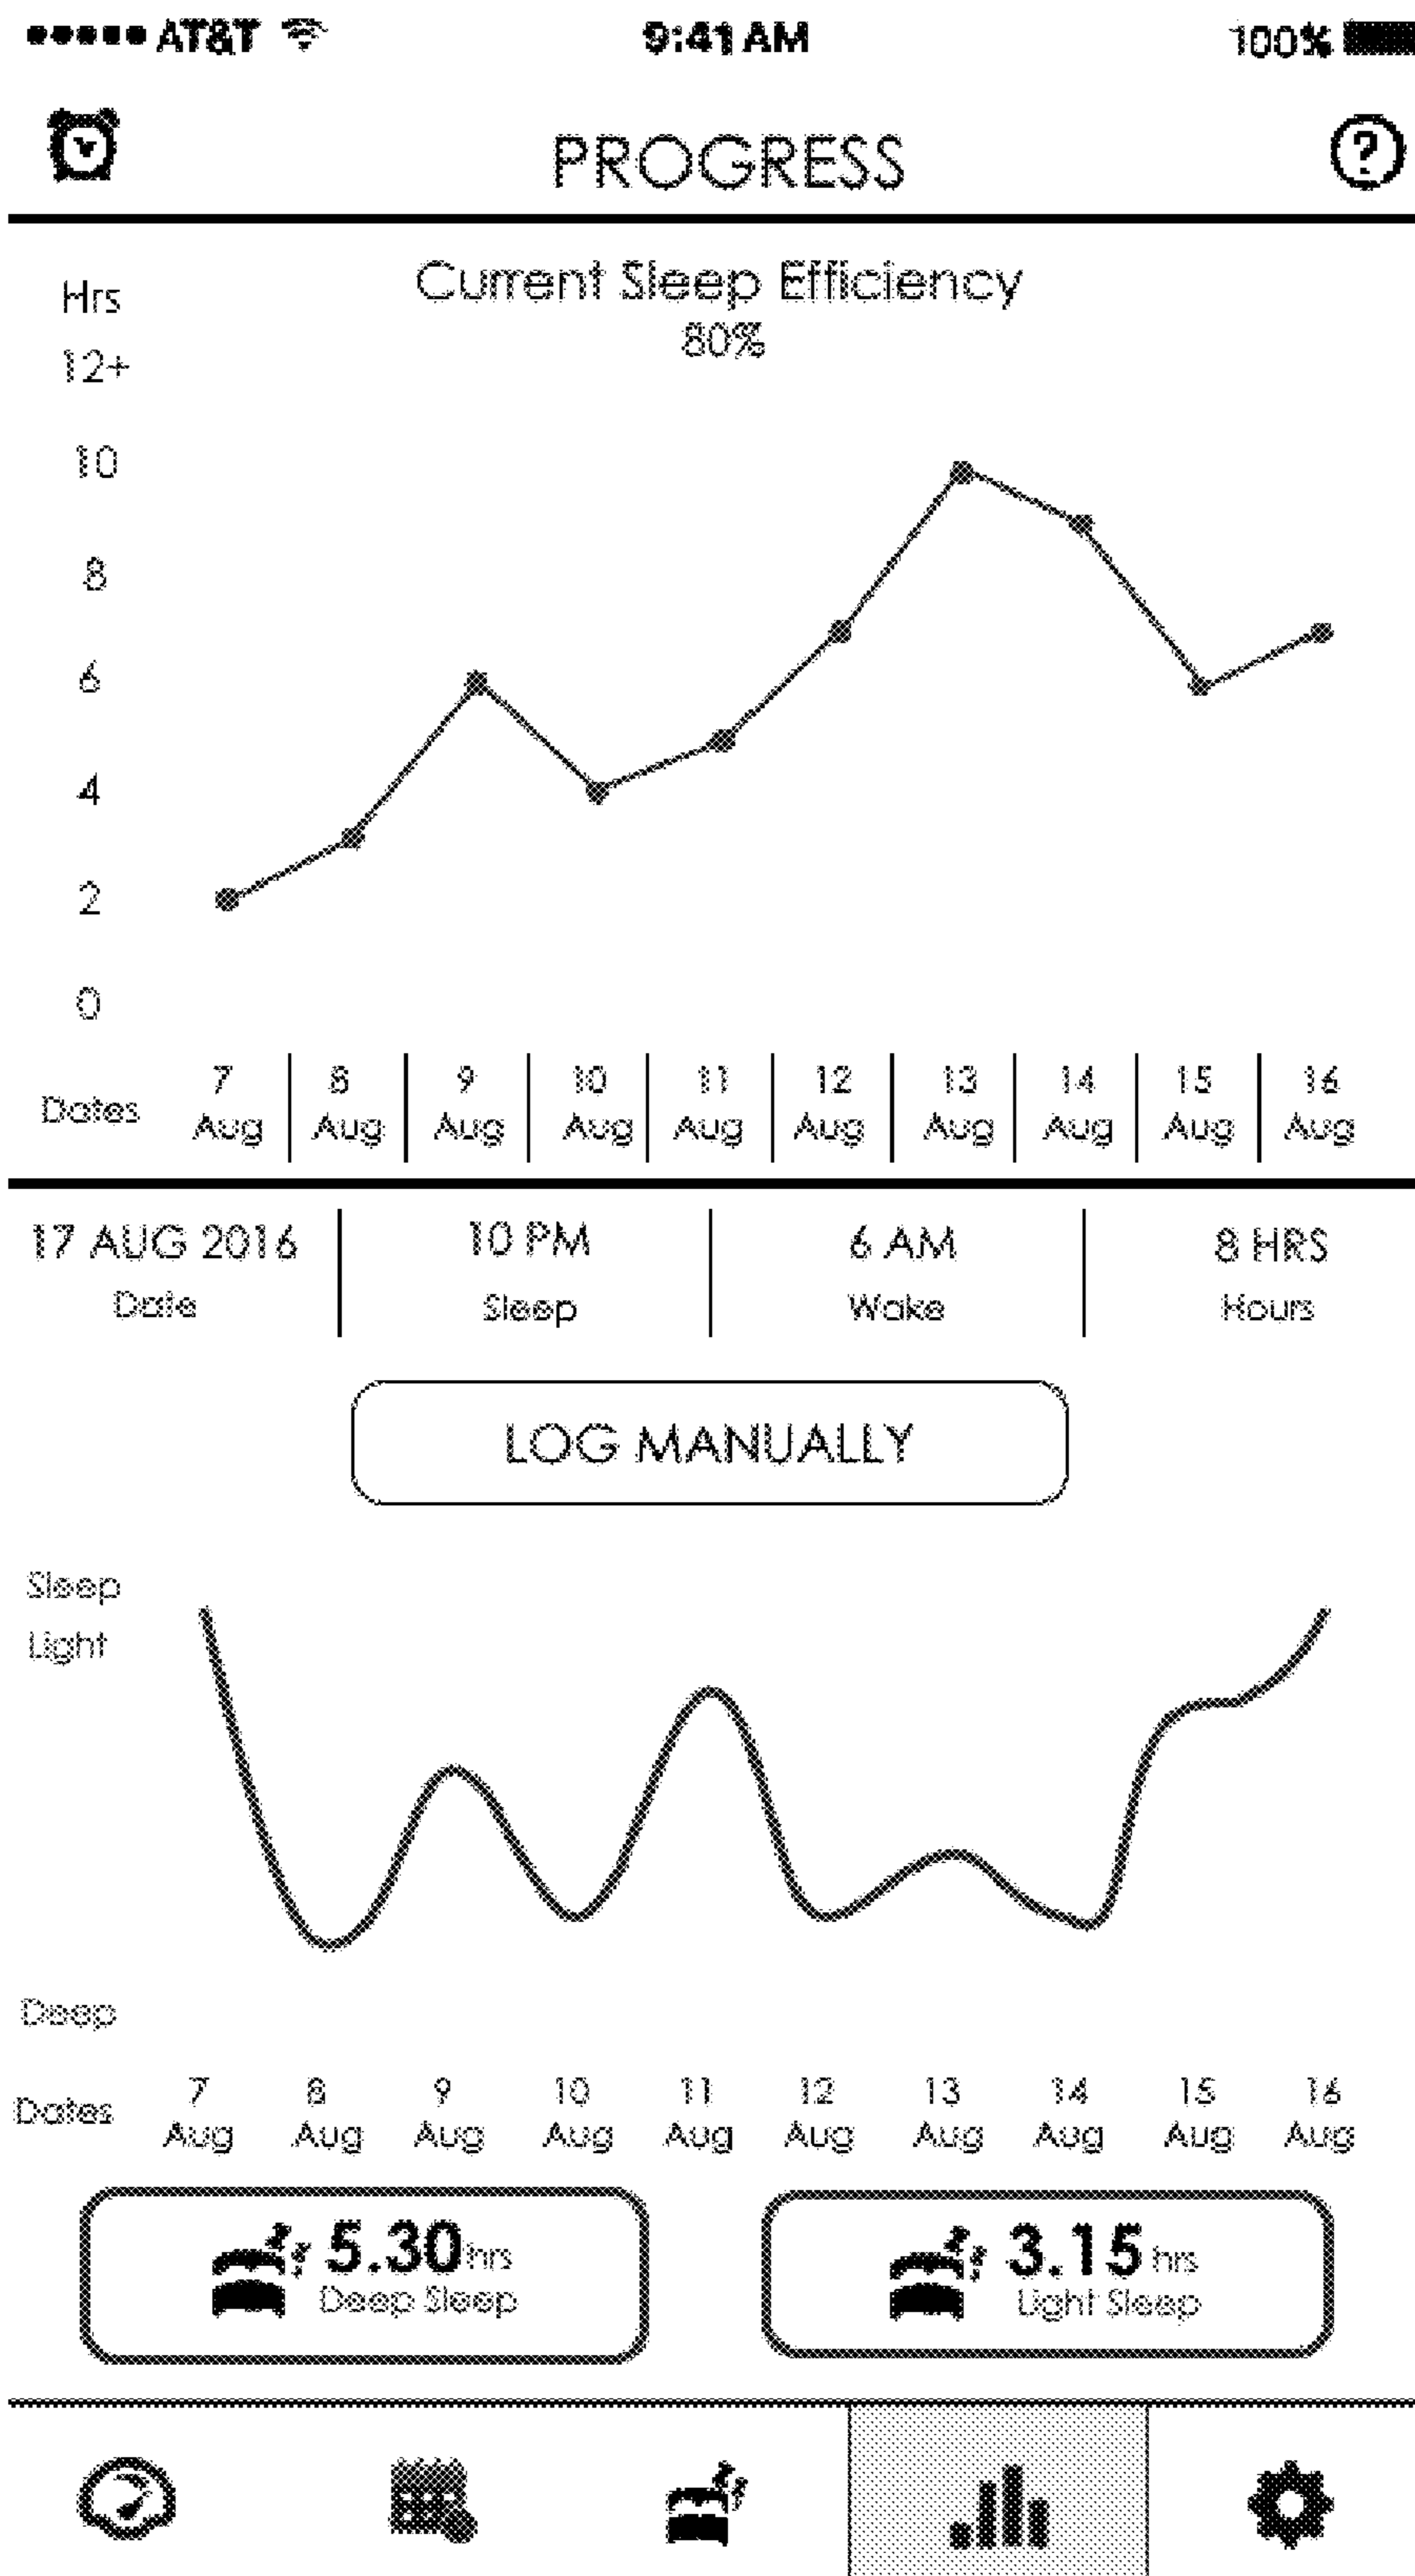 AT&T 9:41 AM 100%
PROGRESS
Current Sleep Efficiency
80%
Hrs
12+
10
8
6
4
2
0
Dates
7 Aug
8 Aug
9 Aug
10 Aug
11 Aug
12 Aug
13 Aug
14 Aug
15 Aug
16 Aug
17 AUG 2016
Date
10 PM
Sleep
6 AM
Wake
8 HRS
Hours
LOG MANUALLY
Sleep
Light
Deep
Dates
7 Aug
8 Aug
9 Aug
10 Aug
11 Aug
12 Aug
13 Aug
14 Aug
15 Aug
16 Aug
5.30 hrs
Deep Sleep
3.15 hrs
Light Sleep